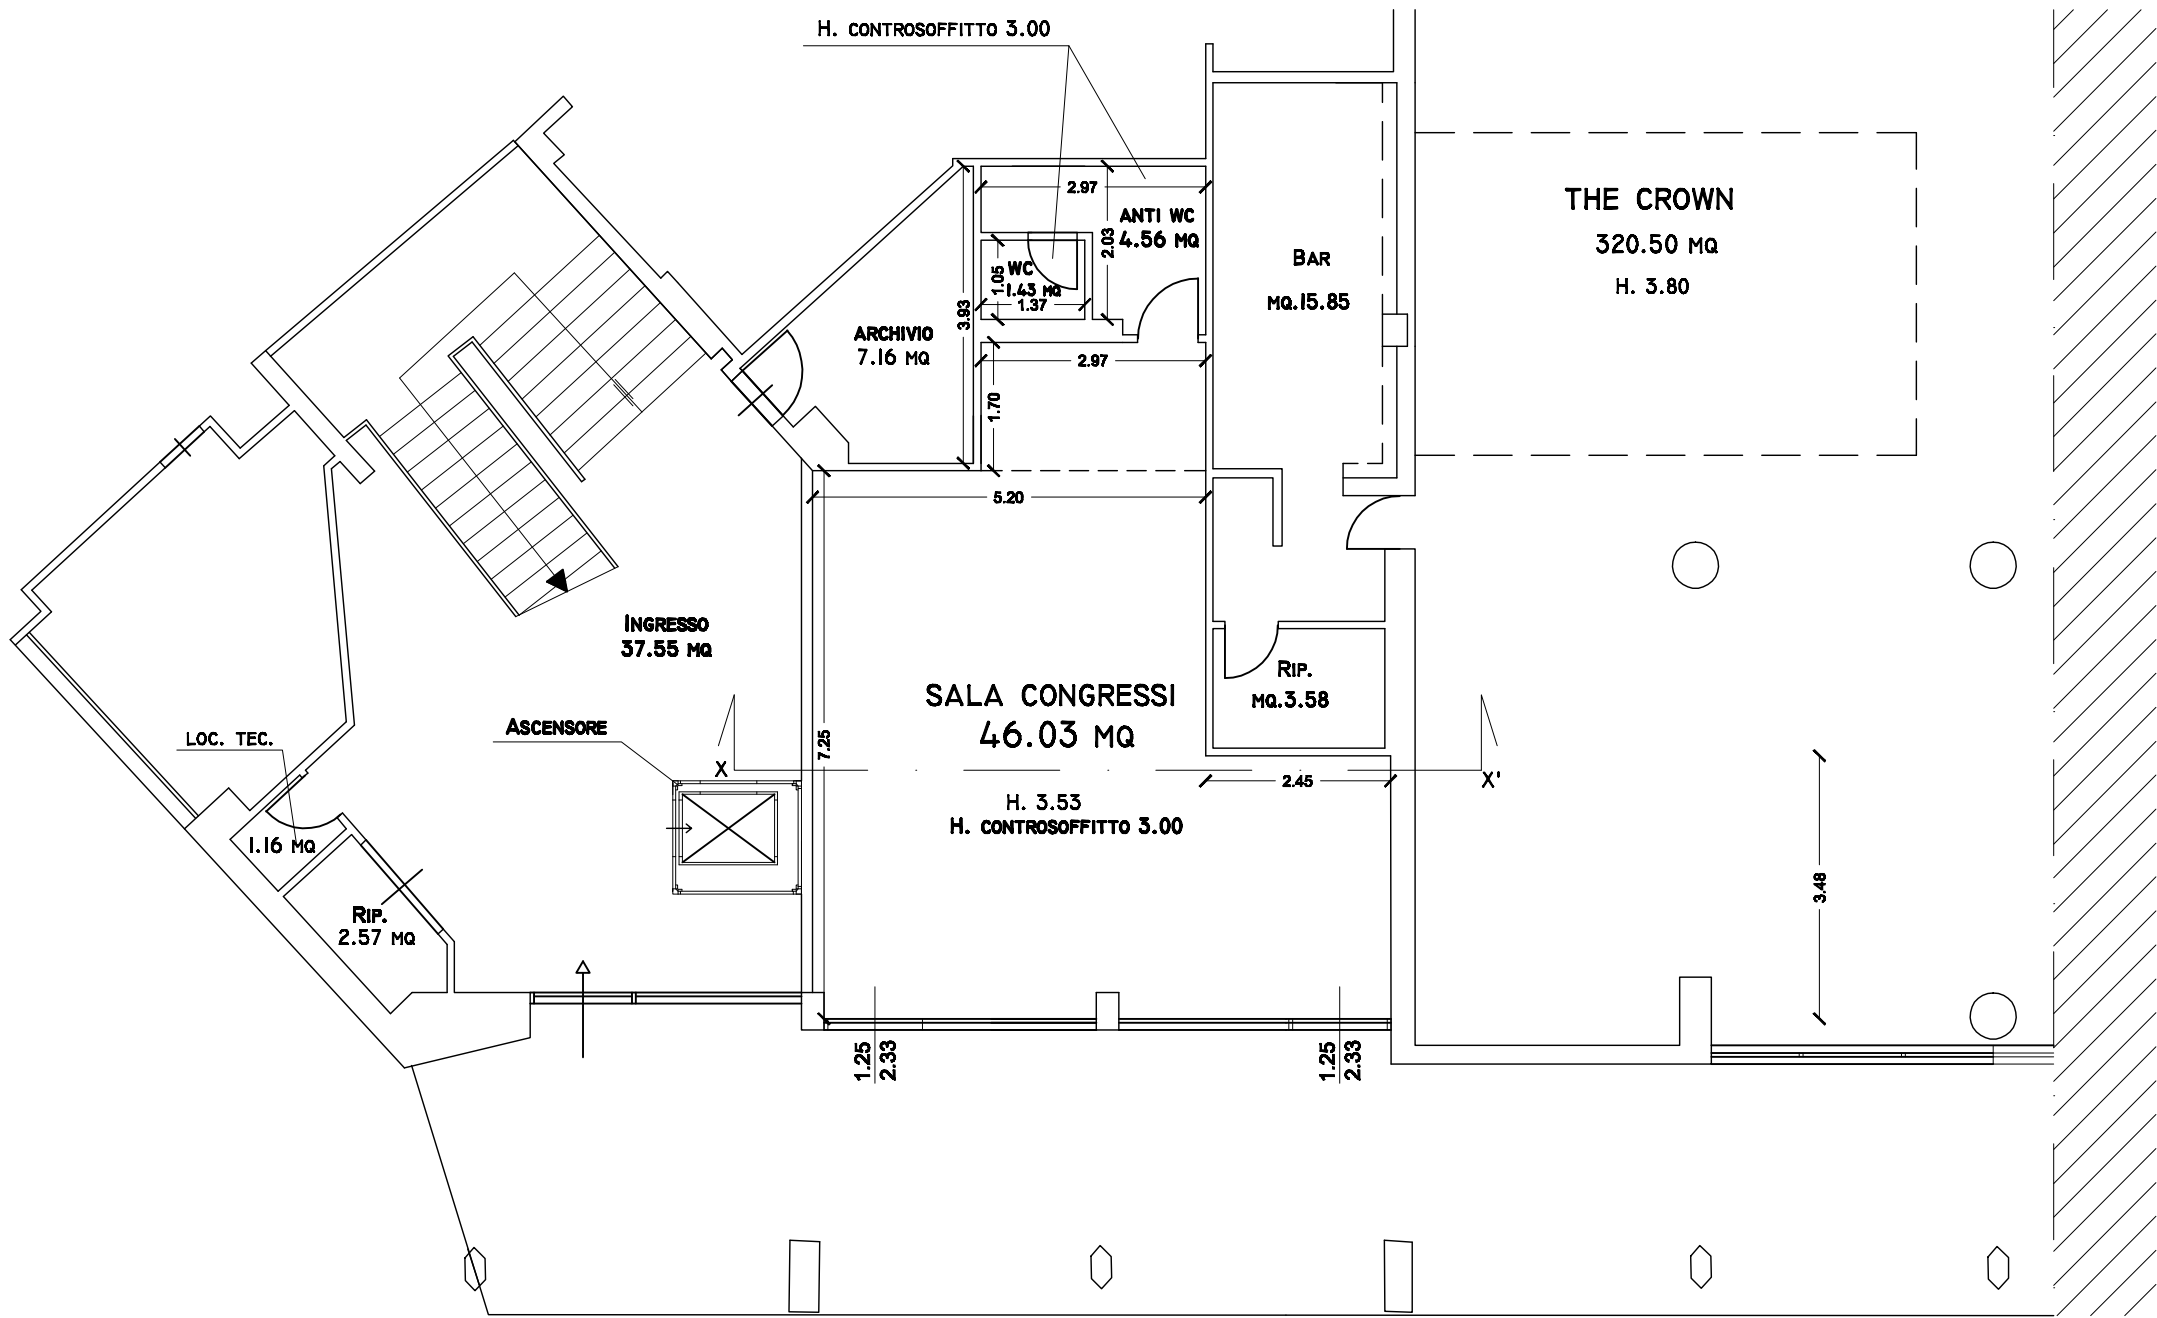 H. CONTROSOFFITTO 3.00
2.97
ANTI WC
4.56 MQ
2.03
WC
1.43 MQ
1.05
1.37
3.93
ARCHIVIO
7.16 MQ
2.97
1.70
5.20
BAR
MQ.15.85
THE CROWN
320.50 MQ
H. 3.80
INGRESSO
37.55 MQ
SALA CONGRESSI
46.03 MQ
RIP.
MQ.3.58
ASCENSORE
LOC. TEC.
7.25
X
X'
2.45
H. 3.53
H. CONTROSOFFITTO 3.00
1.16 MQ
3.48
RIP.
2.57 MQ
1.25
2.33
1.25
2.33